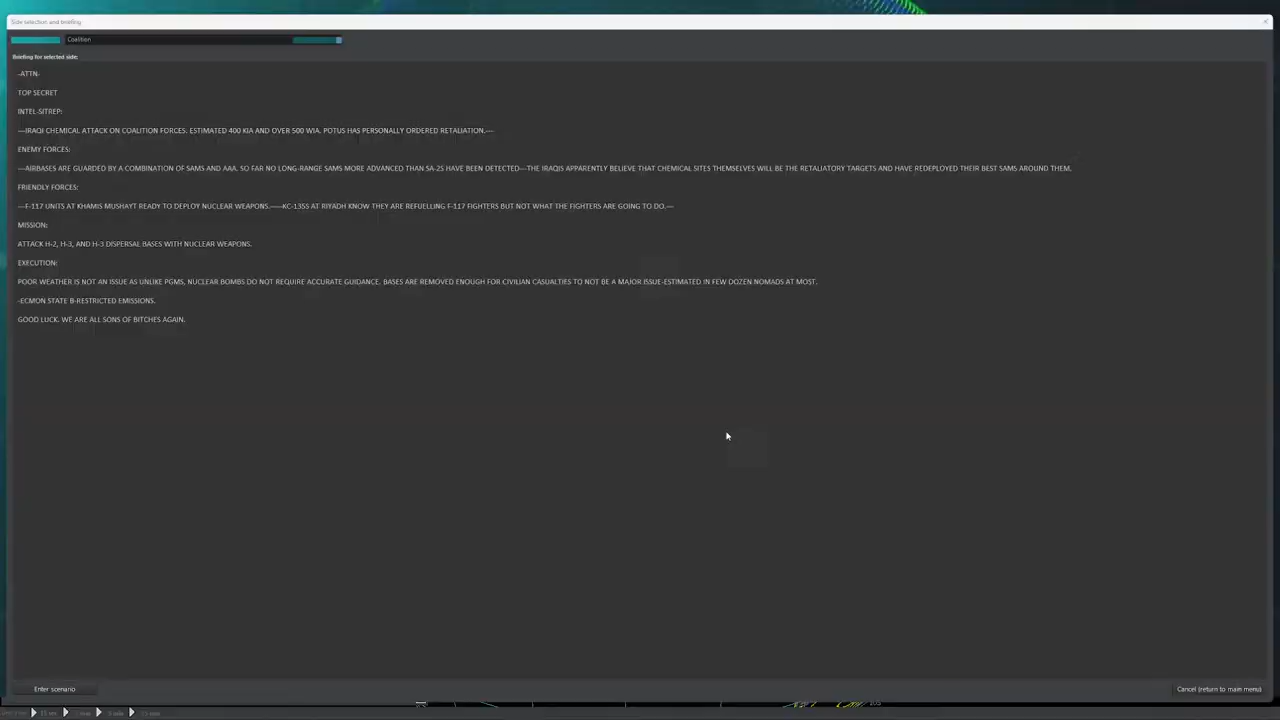 Side selection and briefing
Coalition
Briefing for selected side:
-ATTN-
TOP SECRET
INTEL-SITREP:
—IRAQI CHEMICAL ATTACK ON COALITION FORCES. ESTIMATED 400 KIA AND OVER 500 WIA. POTUS HAS PERSONALLY ORDERED RETALIATION.—
ENEMY FORCES:
—AIRBASES ARE GUARDED BY A COMBINATION OF SAMS AND AAA. SO FAR NO LONG-RANGE SAMS MORE ADVANCED THAN SA-2S HAVE BEEN DETECTED—THE IRAQIS APPARENTLY BELIEVE THAT CHEMICAL SITES THEMSELVES WILL BE THE RETALIATORY TARGETS AND HAVE REDEPLOYED THEIR BEST SAMS AROUND THEM.
FRIENDLY FORCES:
—F-117 UNITS AT KHAMIS MUSHAYT READY TO DEPLOY NUCLEAR WEAPONS.——KC-135S AT RIYADH KNOW THEY ARE REFUELLING F-117 FIGHTERS BUT NOT WHAT THE FIGHTERS ARE GOING TO DO.—
MISSION:
ATTACK H-2, H-3, AND H-3 DISPERSAL BASES WITH NUCLEAR WEAPONS.
EXECUTION:
POOR WEATHER IS NOT AN ISSUE AS UNLIKE PGMS, NUCLEAR BOMBS DO NOT REQUIRE ACCURATE GUIDANCE. BASES ARE REMOVED ENOUGH FOR CIVILIAN CASUALTIES TO NOT BE A MAJOR ISSUE-ESTIMATED IN FEW DOZEN NOMADS AT MOST.
-ECMON STATE B-RESTRICTED EMISSIONS.
GOOD LUCK. WE ARE ALL SONS OF BITCHES AGAIN.
Enter scenario
Cancel (return to main menu)
15 sec